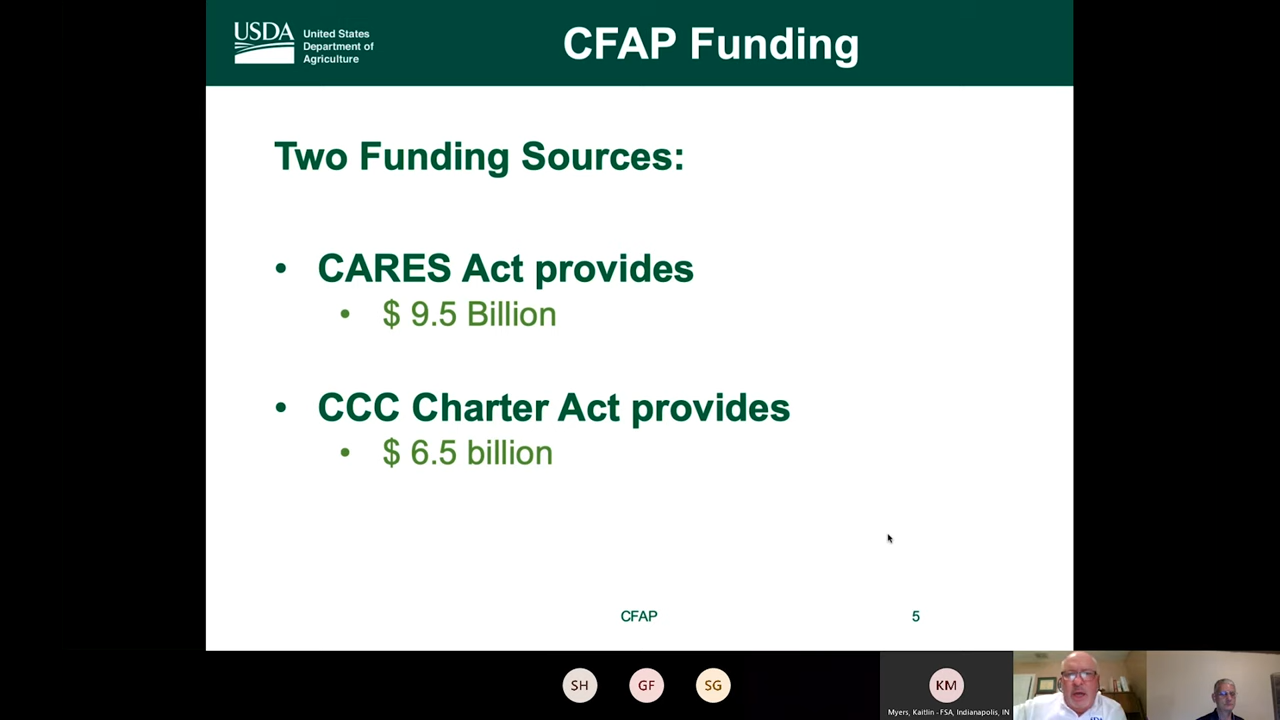 USDA
United States
Department of
Agriculture
CFAP Funding
Two Funding Sources:
• CARES Act provides
• $ 9.5 Billion
• CCC Charter Act provides
• $ 6.5 billion
CFAP
5
SH
GF
SG
KM
Myers, Kaitlin - FSA, Indianapolis, IN